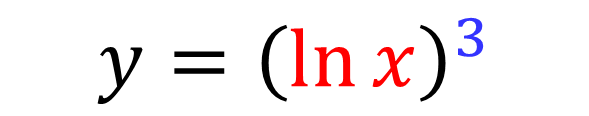 y = (ln x)³